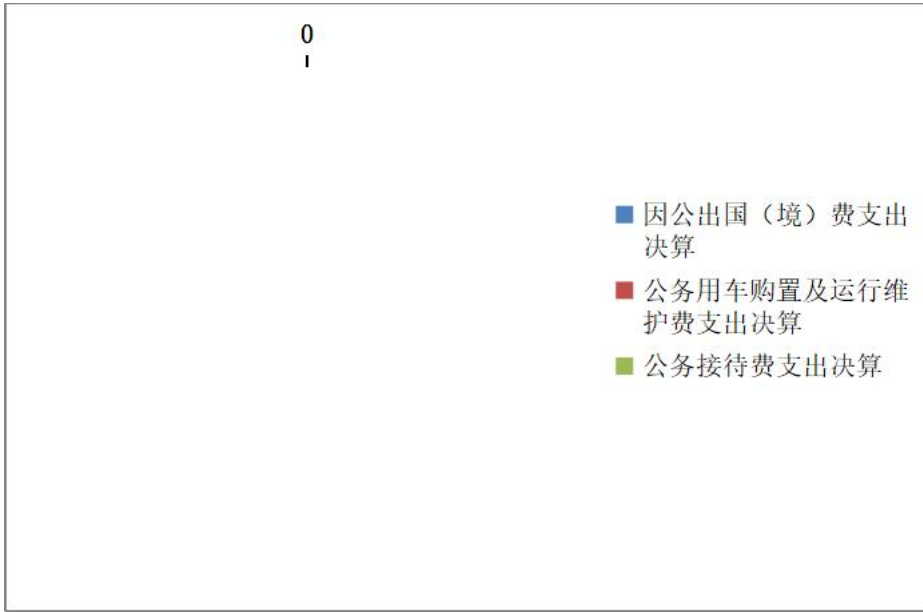 0
因公出国（境）费支出
决算
公务用车购置及运行维
护费支出决算
公务接待费支出决算